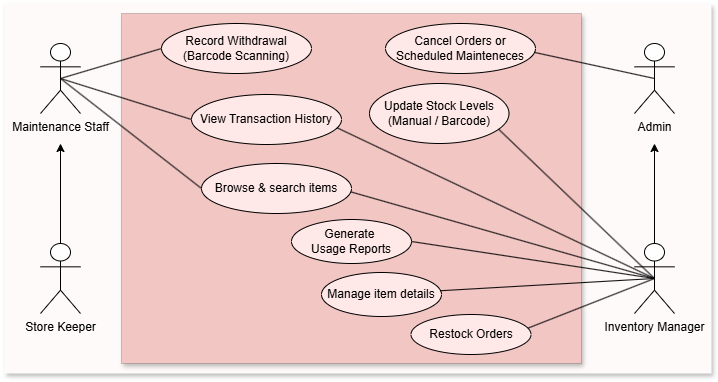 Record Withdrawal
(Barcode Scanning)
Cancel Orders or
Scheduled Mainteneces
Maintenance Staff
View Transaction History
Update Stock Levels
(Manual / Barcode)
Admin
Browse & search items
Generate
Usage Reports
Manage item details
Store Keeper
Restock Orders
Inventory Manager